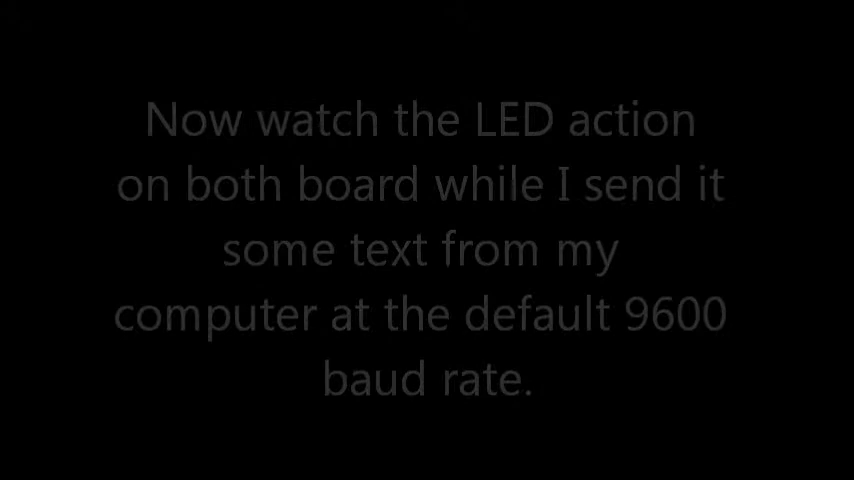 Now watch the LED action
on both board while I send it
some text from my
computer at the default 9600
baud rate.